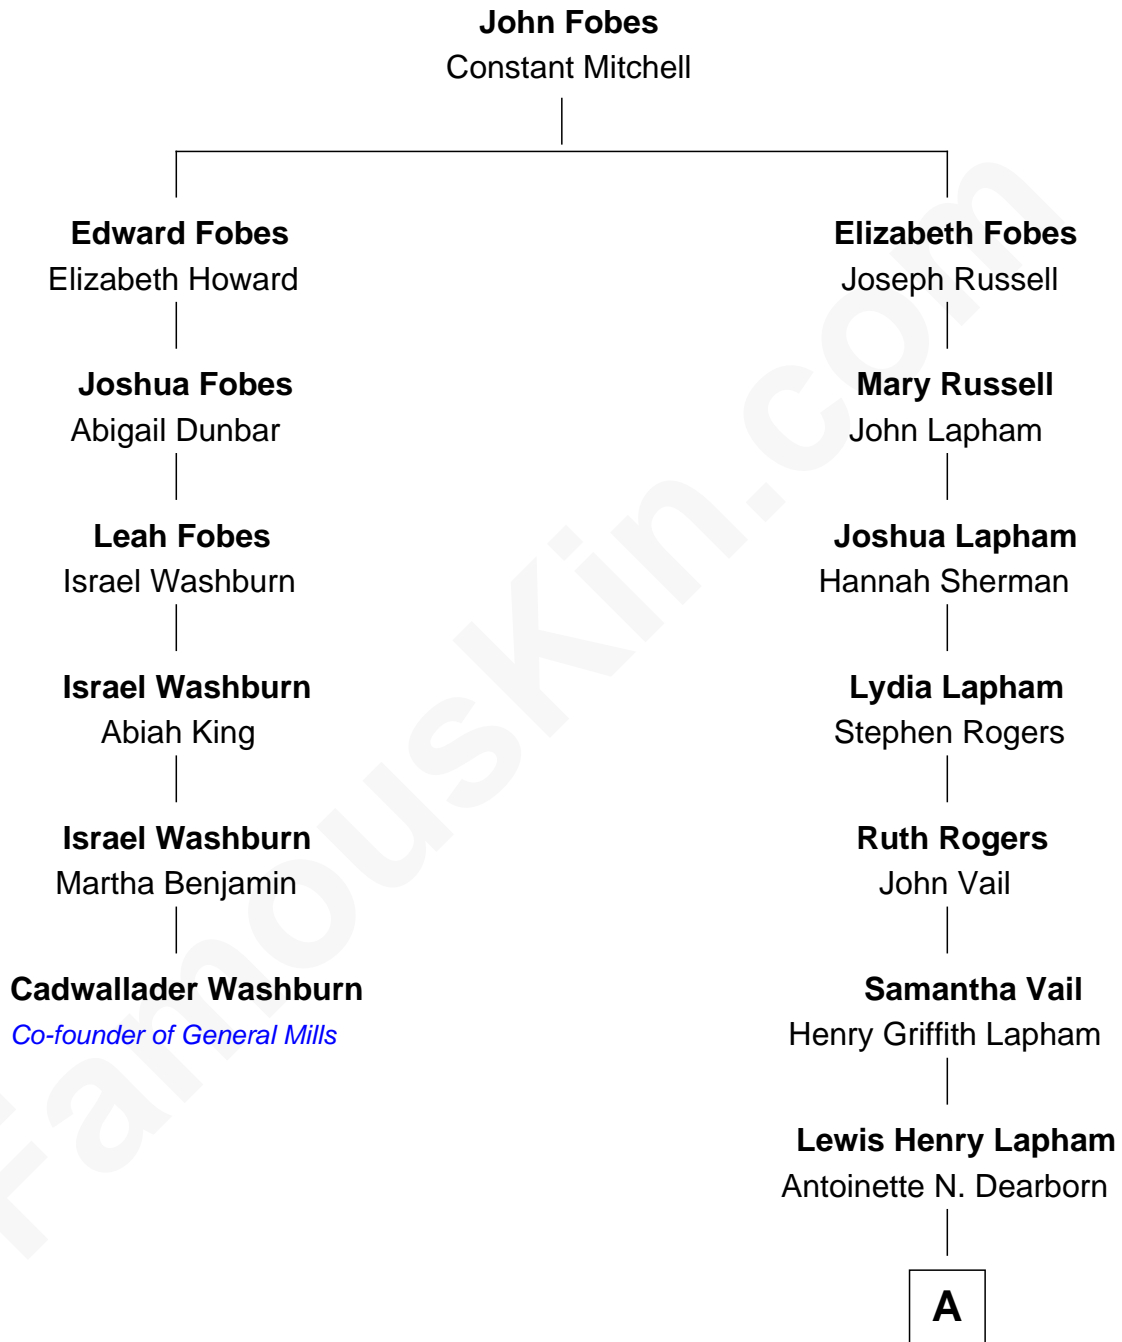 John Fobes
Constant Mitchell
Edward Fobes
Elizabeth Howard
Elizabeth Fobes
Joseph Russell
Joshua Fobes
Abigail Dunbar
Mary Russell
John Lapham
Leah Fobes
Israel Washburn
Joshua Lapham
Hannah Sherman
Israel Washburn
Abiah King
Lydia Lapham
Stephen Rogers
Israel Washburn
Martha Benjamin
Ruth Rogers
John Vail
Cadwallader Washburn
Co-founder of General Mills
Samantha Vail
Henry Griffith Lapham
Lewis Henry Lapham
Antoinette N. Dearborn
A
FamousKin.com